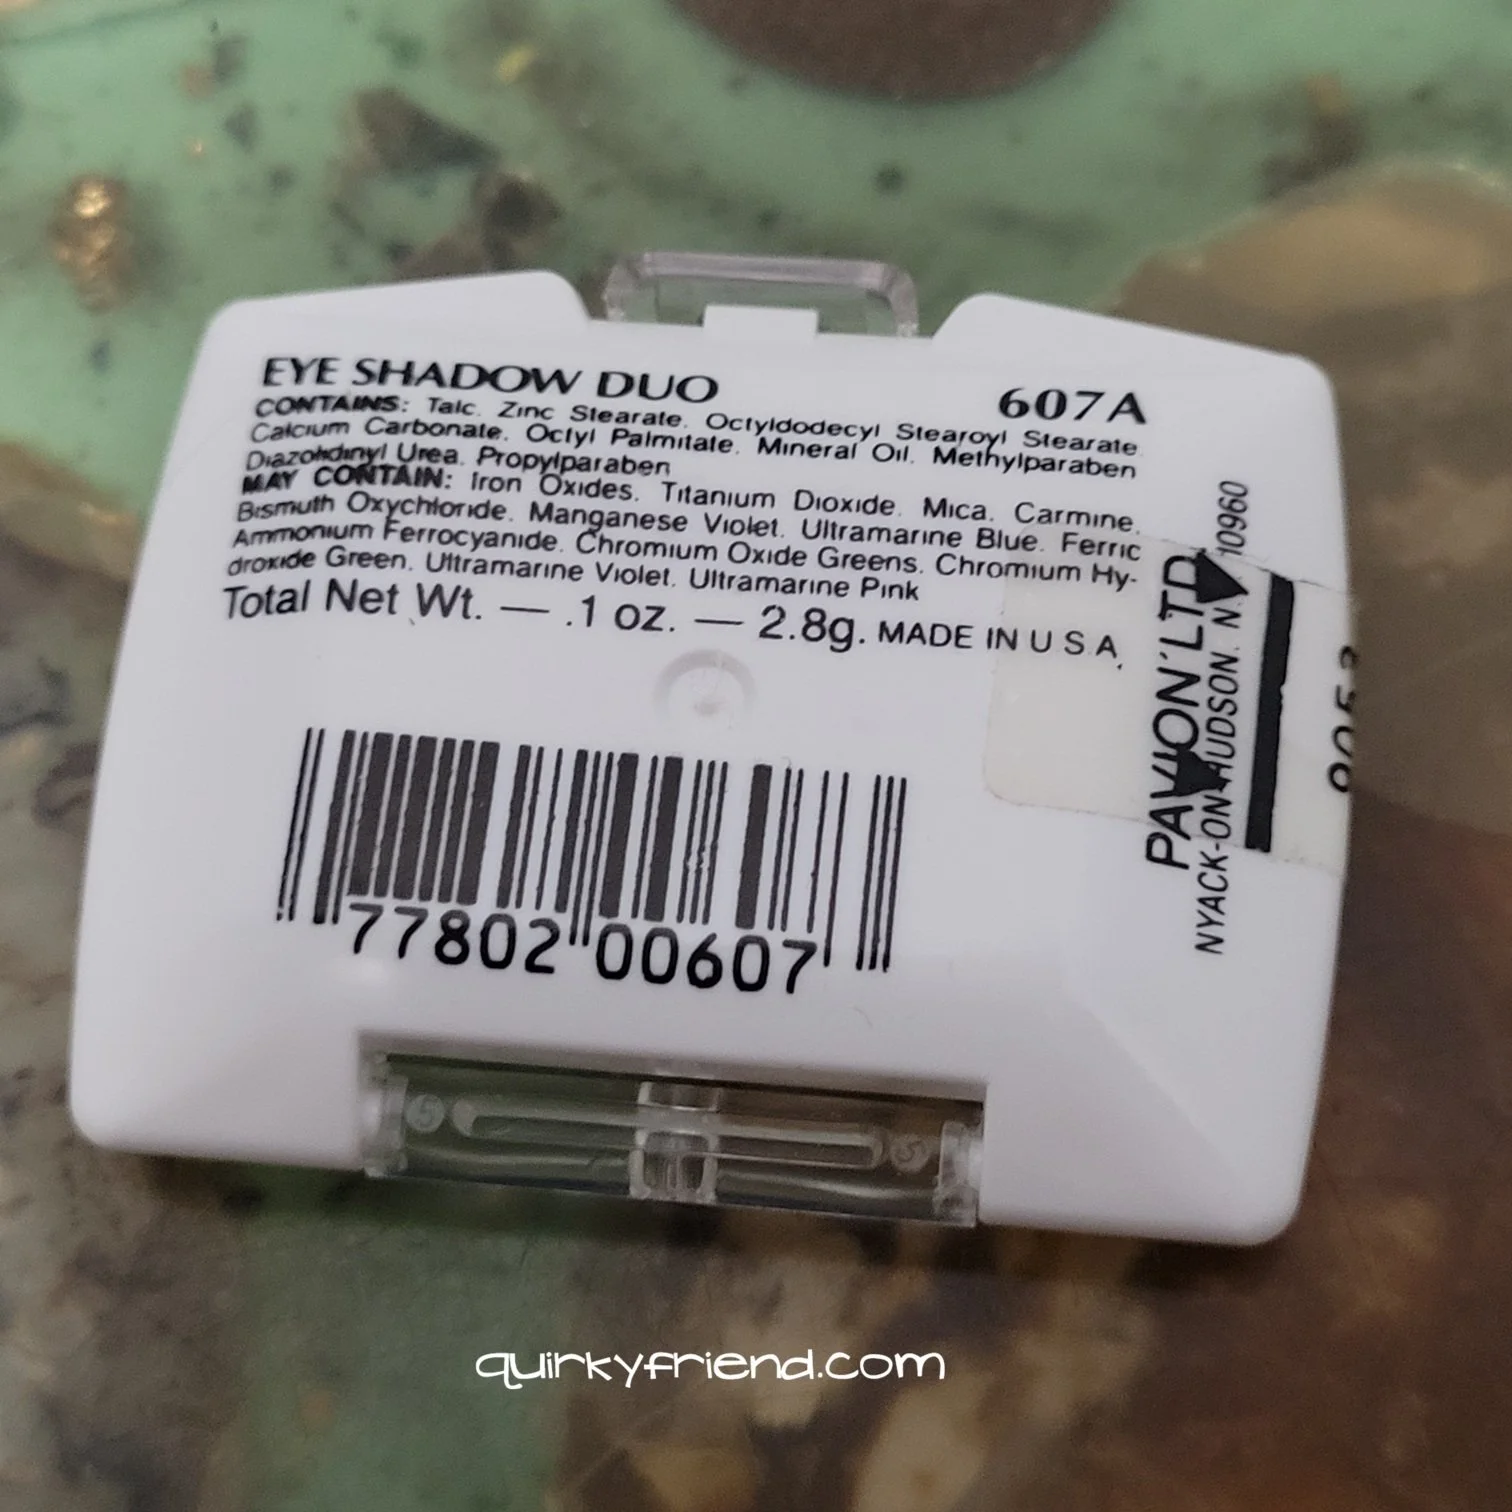 EYE SHADOW DUO 607A
CONTAINS: Talc. Zinc Stearate. Octyldodecyl Stearoyl Stearate
Calcium Carbonate. Octyl Palmitate. Mineral Oil. Methylparaben
Diazolidinyl Urea. Propylparaben
MAY CONTAIN: Iron Oxides. Titanium Dioxide. Mica. Carmine.
Bismuth Oxychloride. Manganese Violet. Ultramarine Blue. Ferric
Ammonium Ferrocyanide. Chromium Oxide Greens. Chromium Hy-
droxide Green. Ultramarine Violet. Ultramarine Pink
Total Net Wt. — .1 oz. — 2.8g. MADE IN U S A.
PAVION LTD
NYACK-ON-HUDSON. N. 10960
77802 00607
quirkyfriend.com